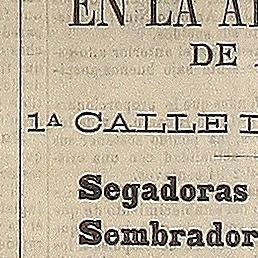 EN LA A
DE
1A CALLE D
Segadoras
Sembrador